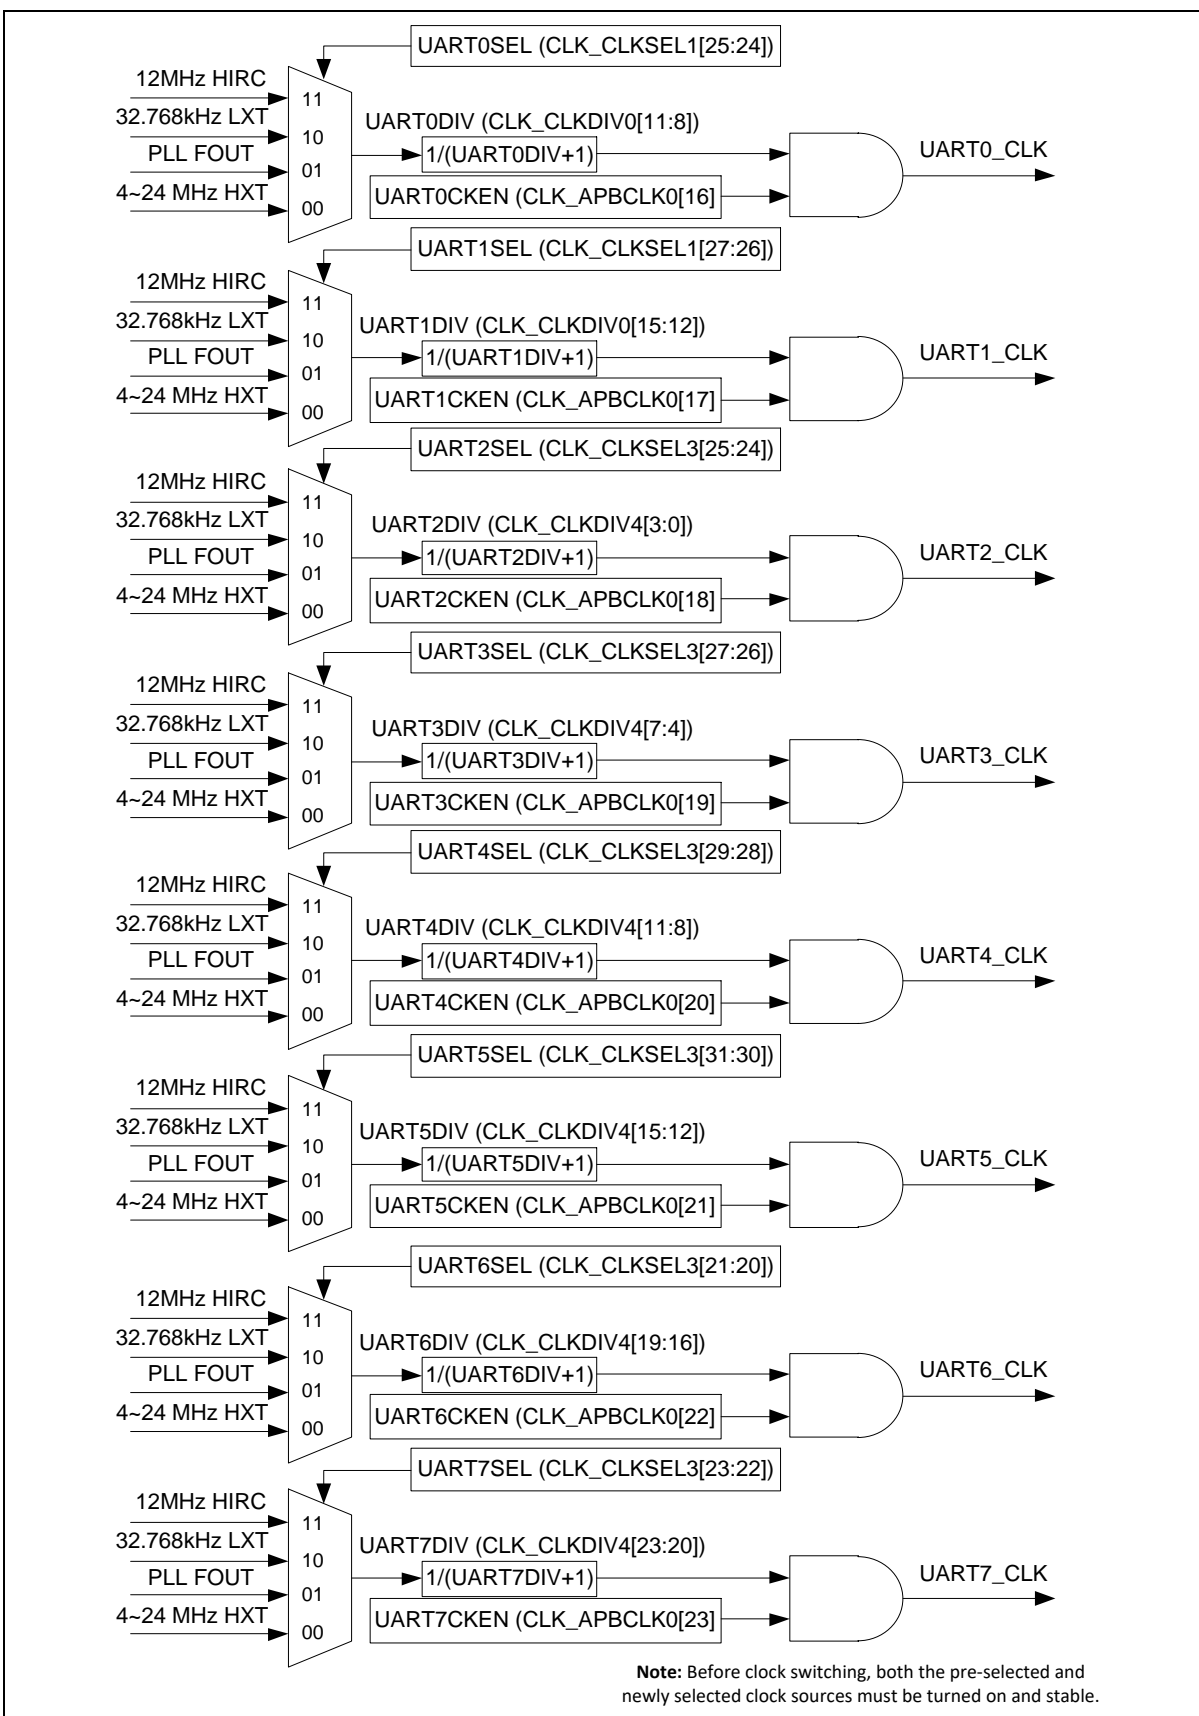 UART0SEL (CLK_CLKSEL1[25:24])
12MHz HIRC
11
32.768kHz LXT
10
UART0DIV (CLK_CLKDIV0[11:8])
PLL FOUT
01
1/(UART0DIV+1)
UART0_CLK
4~24 MHz HXT
00
UART0CKEN (CLK_APBCLK0[16]
UART1SEL (CLK_CLKSEL1[27:26])
12MHz HIRC
11
32.768kHz LXT
10
UART1DIV (CLK_CLKDIV0[15:12])
PLL FOUT
01
1/(UART1DIV+1)
UART1_CLK
4~24 MHz HXT
00
UART1CKEN (CLK_APBCLK0[17]
UART2SEL (CLK_CLKSEL3[25:24])
12MHz HIRC
11
32.768kHz LXT
10
UART2DIV (CLK_CLKDIV4[3:0])
PLL FOUT
01
1/(UART2DIV+1)
UART2_CLK
4~24 MHz HXT
00
UART2CKEN (CLK_APBCLK0[18]
UART3SEL (CLK_CLKSEL3[27:26])
12MHz HIRC
11
32.768kHz LXT
10
UART3DIV (CLK_CLKDIV4[7:4])
PLL FOUT
01
1/(UART3DIV+1)
UART3_CLK
4~24 MHz HXT
00
UART3CKEN (CLK_APBCLK0[19]
UART4SEL (CLK_CLKSEL3[29:28])
12MHz HIRC
11
32.768kHz LXT
10
UART4DIV (CLK_CLKDIV4[11:8])
PLL FOUT
01
1/(UART4DIV+1)
UART4_CLK
4~24 MHz HXT
00
UART4CKEN (CLK_APBCLK0[20]
UART5SEL (CLK_CLKSEL3[31:30])
12MHz HIRC
11
32.768kHz LXT
10
UART5DIV (CLK_CLKDIV4[15:12])
PLL FOUT
01
1/(UART5DIV+1)
UART5_CLK
4~24 MHz HXT
00
UART5CKEN (CLK_APBCLK0[21]
UART6SEL (CLK_CLKSEL3[21:20])
12MHz HIRC
11
32.768kHz LXT
10
UART6DIV (CLK_CLKDIV4[19:16])
PLL FOUT
01
1/(UART6DIV+1)
UART6_CLK
4~24 MHz HXT
00
UART6CKEN (CLK_APBCLK0[22]
UART7SEL (CLK_CLKSEL3[23:22])
12MHz HIRC
11
32.768kHz LXT
10
UART7DIV (CLK_CLKDIV4[23:20])
PLL FOUT
01
1/(UART7DIV+1)
UART7_CLK
4~24 MHz HXT
00
UART7CKEN (CLK_APBCLK0[23]
Note: Before clock switching, both the pre-selected and
newly selected clock sources must be turned on and stable.